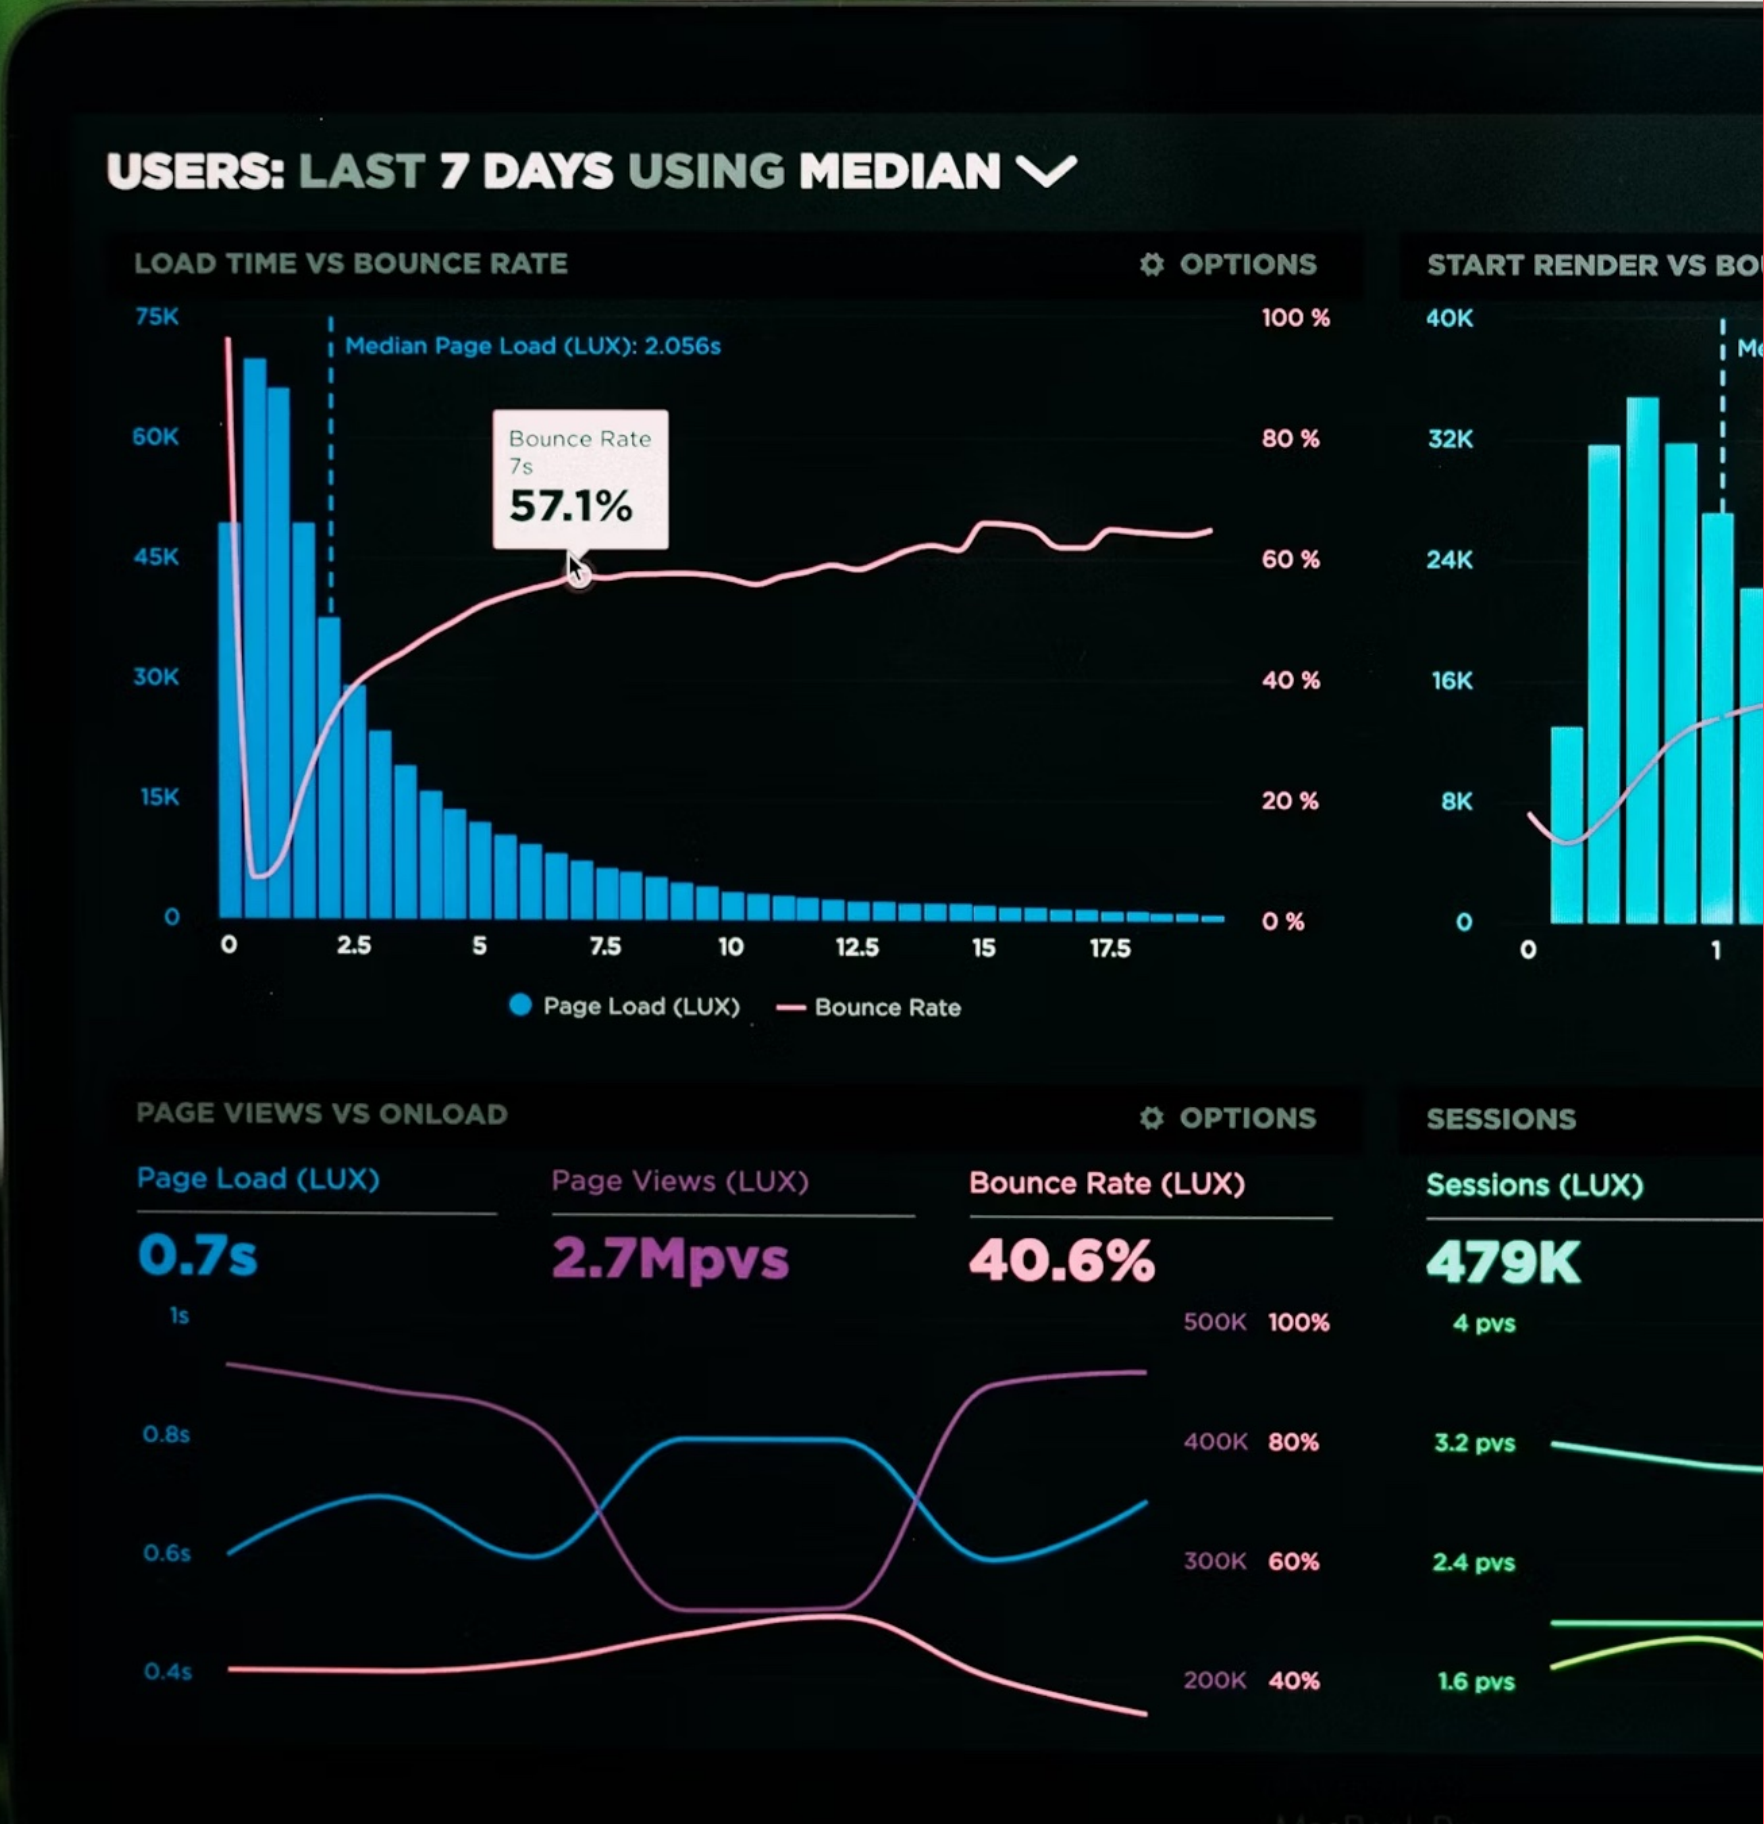 USERS: LAST 7 DAYS USING MEDIAN
LOAD TIME VS BOUNCE RATE
OPTIONS
75K
60K
45K
30K
15K
0
Median Page Load (LUX): 2.056s
Bounce Rate
7s
57.1%
100 %
80 %
60 %
40 %
20 %
0 %
0 2.5 5 7.5 10 12.5 15 17.5
Page Load (LUX) Bounce Rate
START RENDER VS BOU
40K
32K
24K
16K
8K
0
Me
0 1
PAGE VIEWS VS ONLOAD
OPTIONS
Page Load (LUX)
0.7s
Page Views (LUX)
2.7Mpvs
Bounce Rate (LUX)
40.6%
1s
0.8s
0.6s
0.4s
500K 100%
400K 80%
300K 60%
200K 40%
SESSIONS
Sessions (LUX)
479K
4 pvs
3.2 pvs
2.4 pvs
1.6 pvs